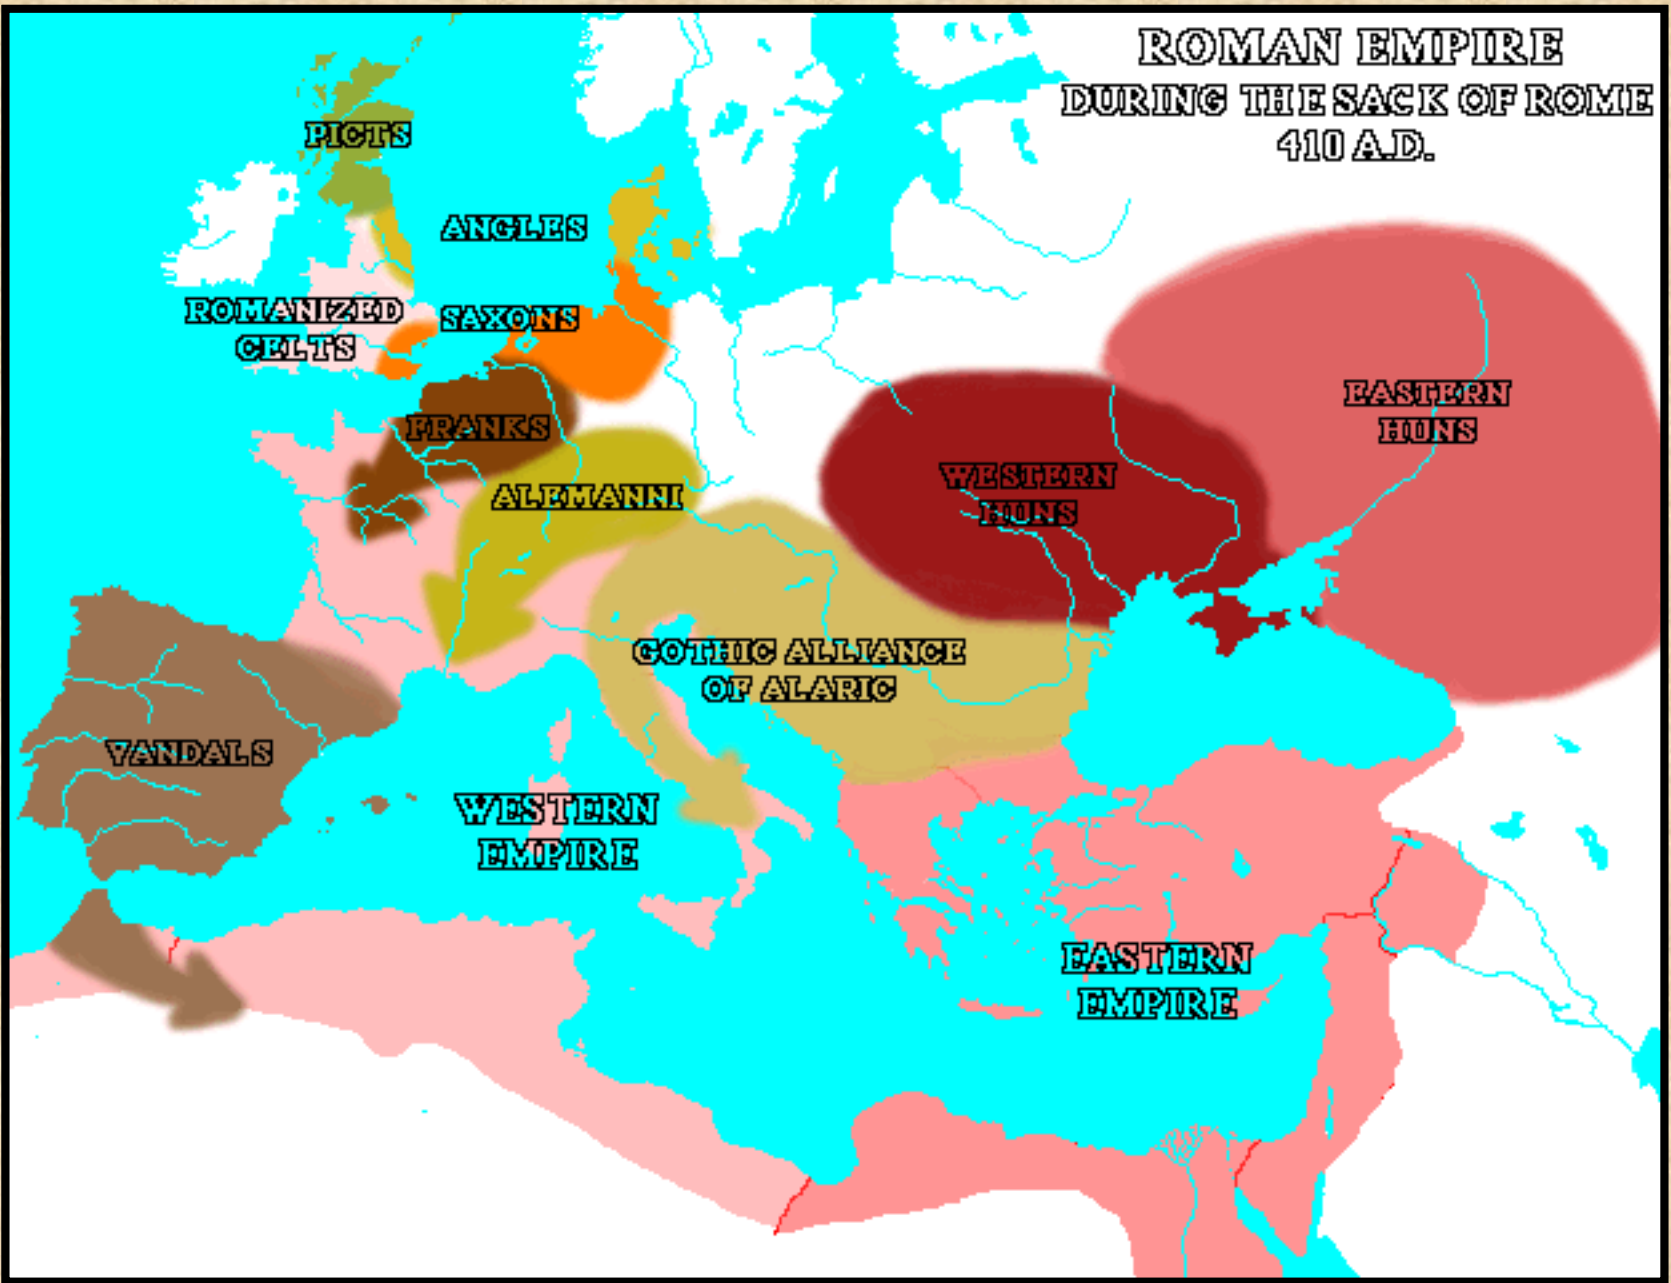 ROMAN EMPIRE
DURING THE SACK OF ROME
410 A.D.
PICTS
ANGLES
ROMANIZED
CELTS
SAXONS
FRANKS
ALEMANNI
EASTERN
HUNS
WESTERN
HUNS
GOTHIC ALLIANCE
OF ALARIC
VANDALS
WESTERN
EMPIRE
EASTERN
EMPIRE